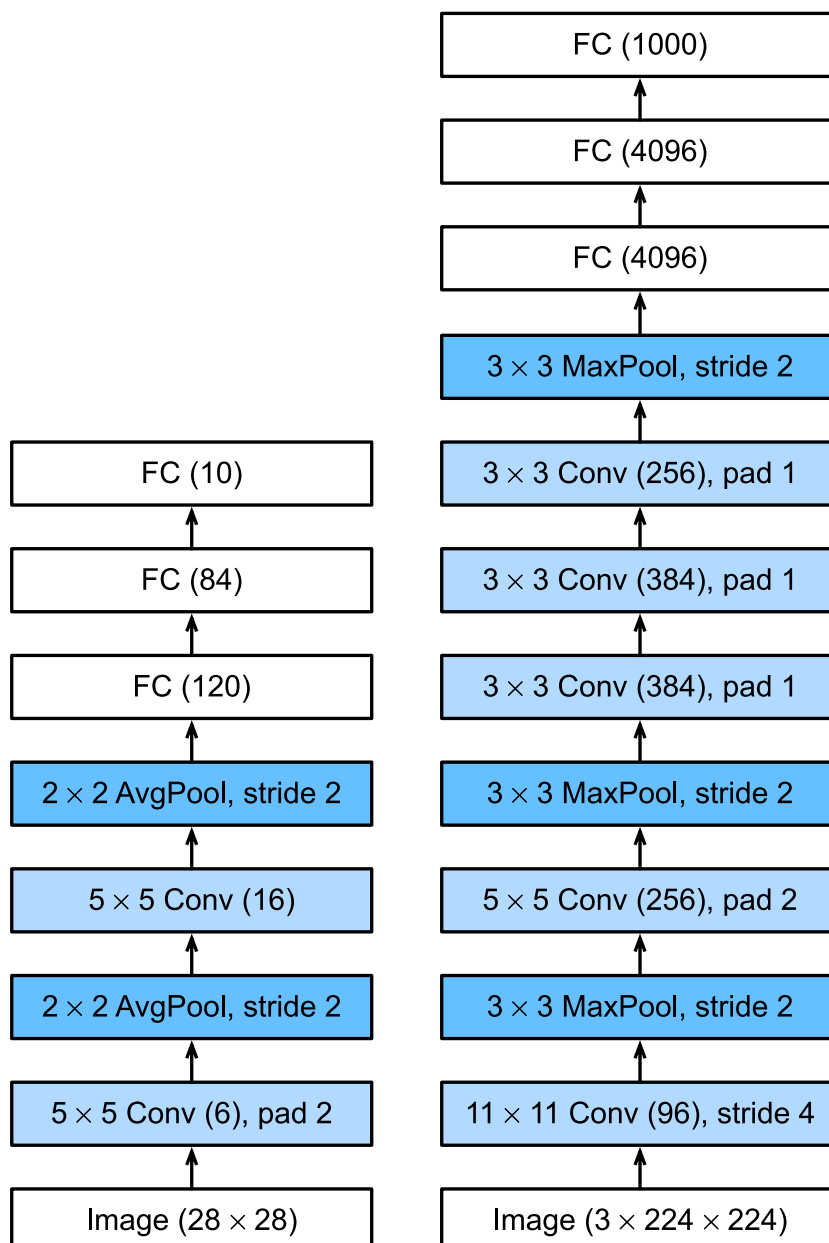 FC (1000)
FC (4096)
FC (4096)
3 × 3 MaxPool, stride 2
3 × 3 Conv (256), pad 1
3 × 3 Conv (384), pad 1
3 × 3 Conv (384), pad 1
3 × 3 MaxPool, stride 2
5 × 5 Conv (256), pad 2
3 × 3 MaxPool, stride 2
11 × 11 Conv (96), stride 4
Image (3 × 224 × 224)
FC (10)
FC (84)
FC (120)
2 × 2 AvgPool, stride 2
5 × 5 Conv (16)
2 × 2 AvgPool, stride 2
5 × 5 Conv (6), pad 2
Image (28 × 28)